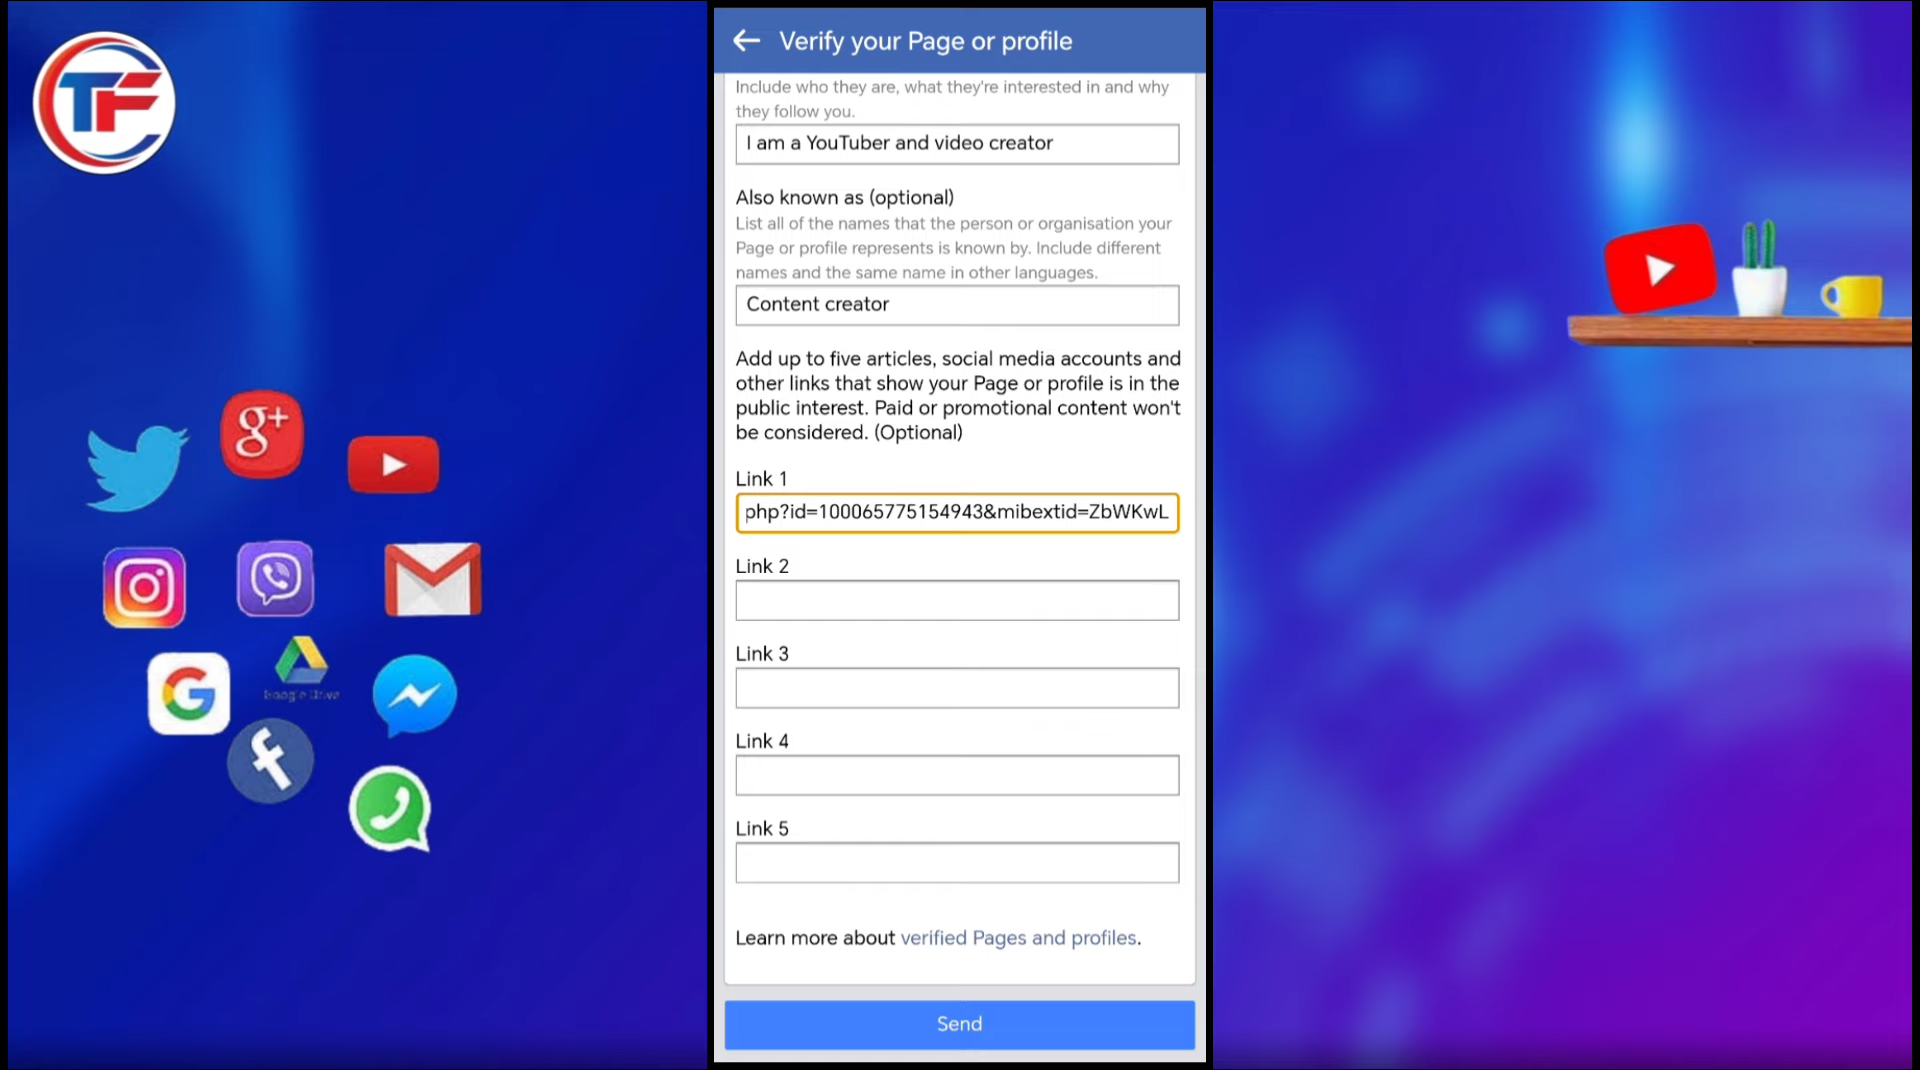 TF
Verify your Page or profile
Include who they are, what they're interested in and why
they follow you.
I am a YouTuber and video creator
Also known as (optional)
List all of the names that the person or organisation your
Page or profile represents is known by. Include different
names and the same name in other languages.
Content creator
Add up to five articles, social media accounts and
other links that show your Page or profile is in the
public interest. Paid or promotional content won't
be considered. (Optional)
Link 1
php?id=100065775154943&mibextid=ZbWKwL
Link 2
Link 3
Link 4
Link 5
Learn more about verified Pages and profiles.
Send
g+
G
Google Drive
f